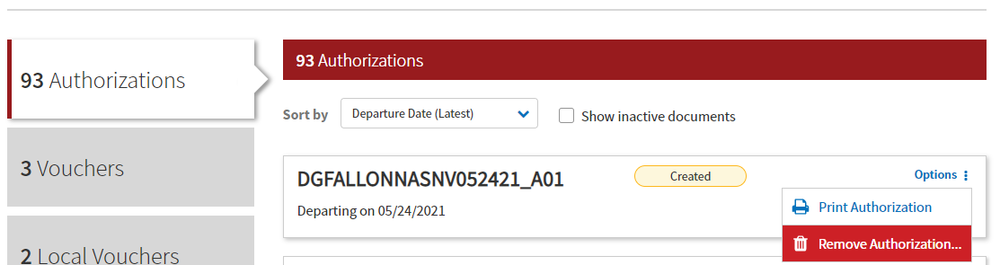 93 Authorizations
3 Vouchers
2 Local Vouchers
93 Authorizations
Sort by
Departure Date (Latest)
Show inactive documents
DGFALLONNASNV052421_A01
Created
Options
Departing on 05/24/2021
Print Authorization
Remove Authorization...